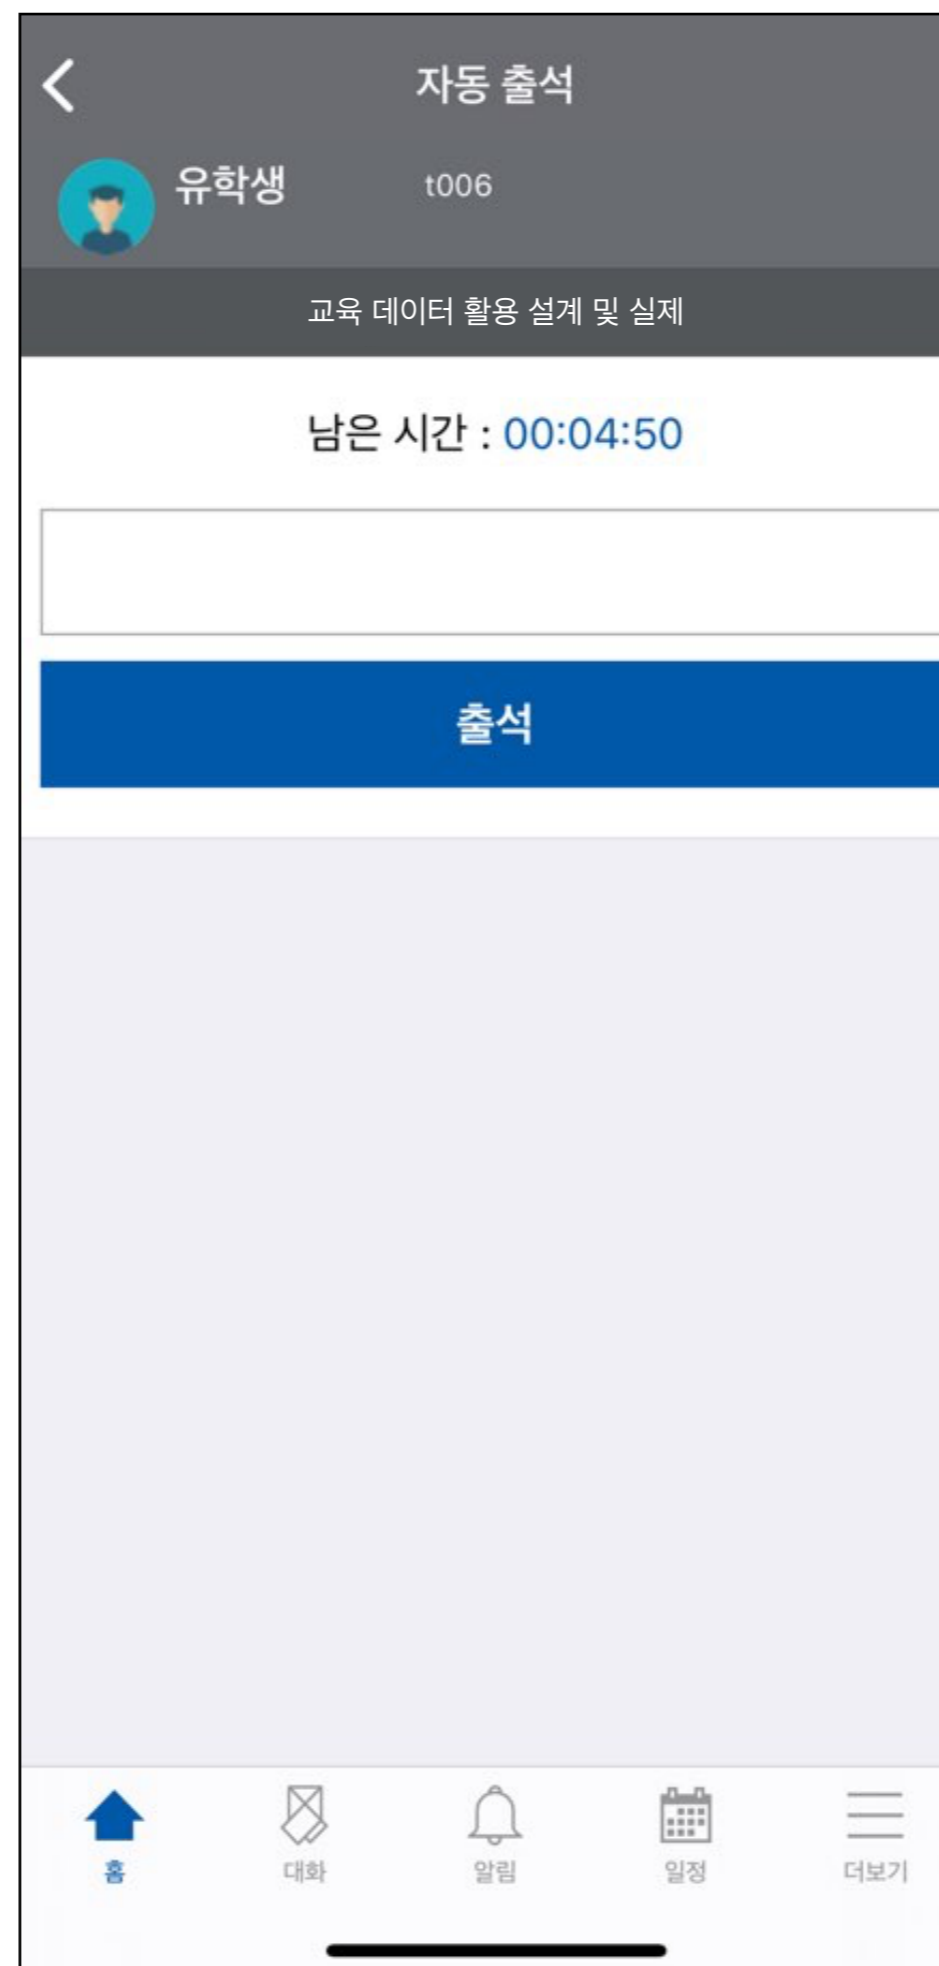 자동 출석
유학생 t006
교육 데이터 활용 설계 및 실제
남은 시간 : 00:04:50
출석
홈 대화 알림 일정 더보기